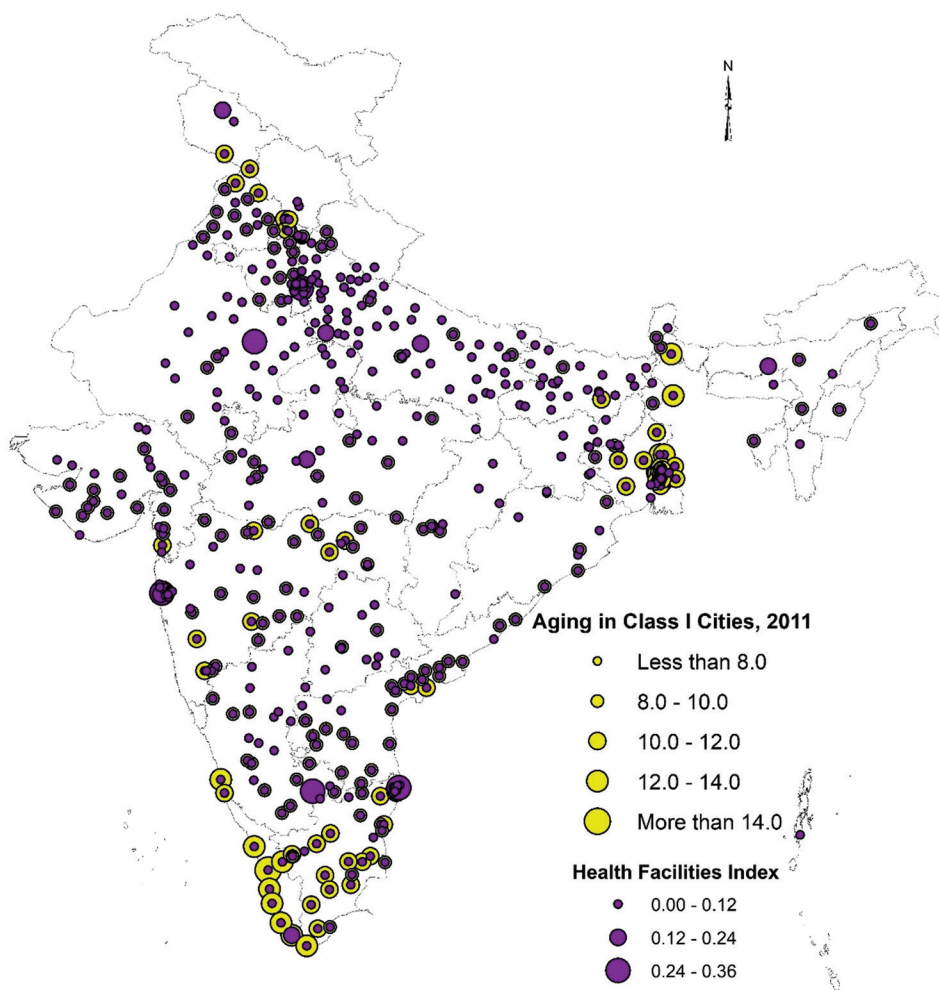 N
Aging in Class I Cities, 2011
Less than 8.0
8.0 - 10.0
10.0 - 12.0
12.0 - 14.0
More than 14.0
Health Facilities Index
0.00 - 0.12
0.12 - 0.24
0.24 - 0.36